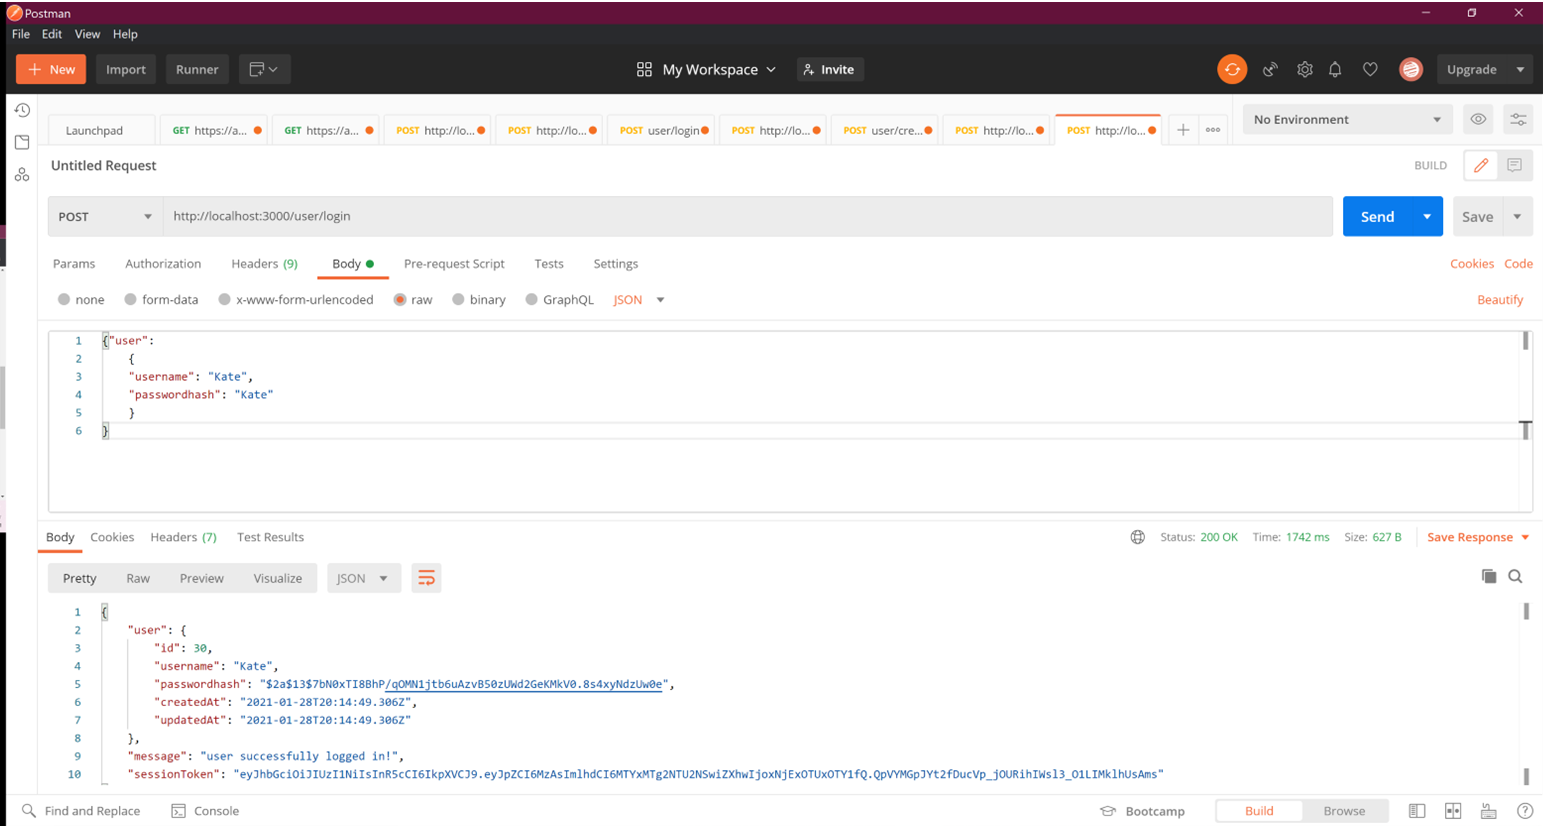 Postman
File Edit View Help
New Import Runner My Workspace Invite Upgrade
Launchpad GET https://a... GET https://a... POST http://lo... POST http://lo... POST user/login POST http://lo... POST user/cre... POST http://lo... POST http://lo... No Environment
Untitled Request BUILD
POST http://localhost:3000/user/login Send Save
Params Authorization Headers (9) Body Pre-request Script Tests Settings Cookies Code
none form-data x-www-form-urlencoded raw binary GraphQL JSON Beautify
1 {"user":
2 {
3 "username": "Kate",
4 "passwordhash": "Kate"
5 }
6 }
Body Cookies Headers (7) Test Results Status: 200 OK Time: 1742 ms Size: 627 B Save Response
Pretty Raw Preview Visualize JSON
1 {
2 "user": {
3 "id": 30,
4 "username": "Kate",
5 "passwordhash": "$2a$13$7bN0xTI8BhP/qOMN1jtb6uAzvB50zUWd2GeKMkV0.8s4xyNdzUw0e",
6 "createdAt": "2021-01-28T20:14:49.306Z",
7 "updatedAt": "2021-01-28T20:14:49.306Z"
8 },
9 "message": "user successfully logged in!",
10 "sessionToken": "eyJhbGciOiJIUzI1NiIsInR5cCI6IkpXVCJ9.eyJpZCI6MzAsImlhdCI6MTYxMTg2NTU2NSwiZXhwIjoxNjExOTUxOTY1fQ.QpVYMGpJYt2fDucVp_jOURihIWsl3_O1LIMklhUsAms"
Find and Replace Console Bootcamp Build Browse